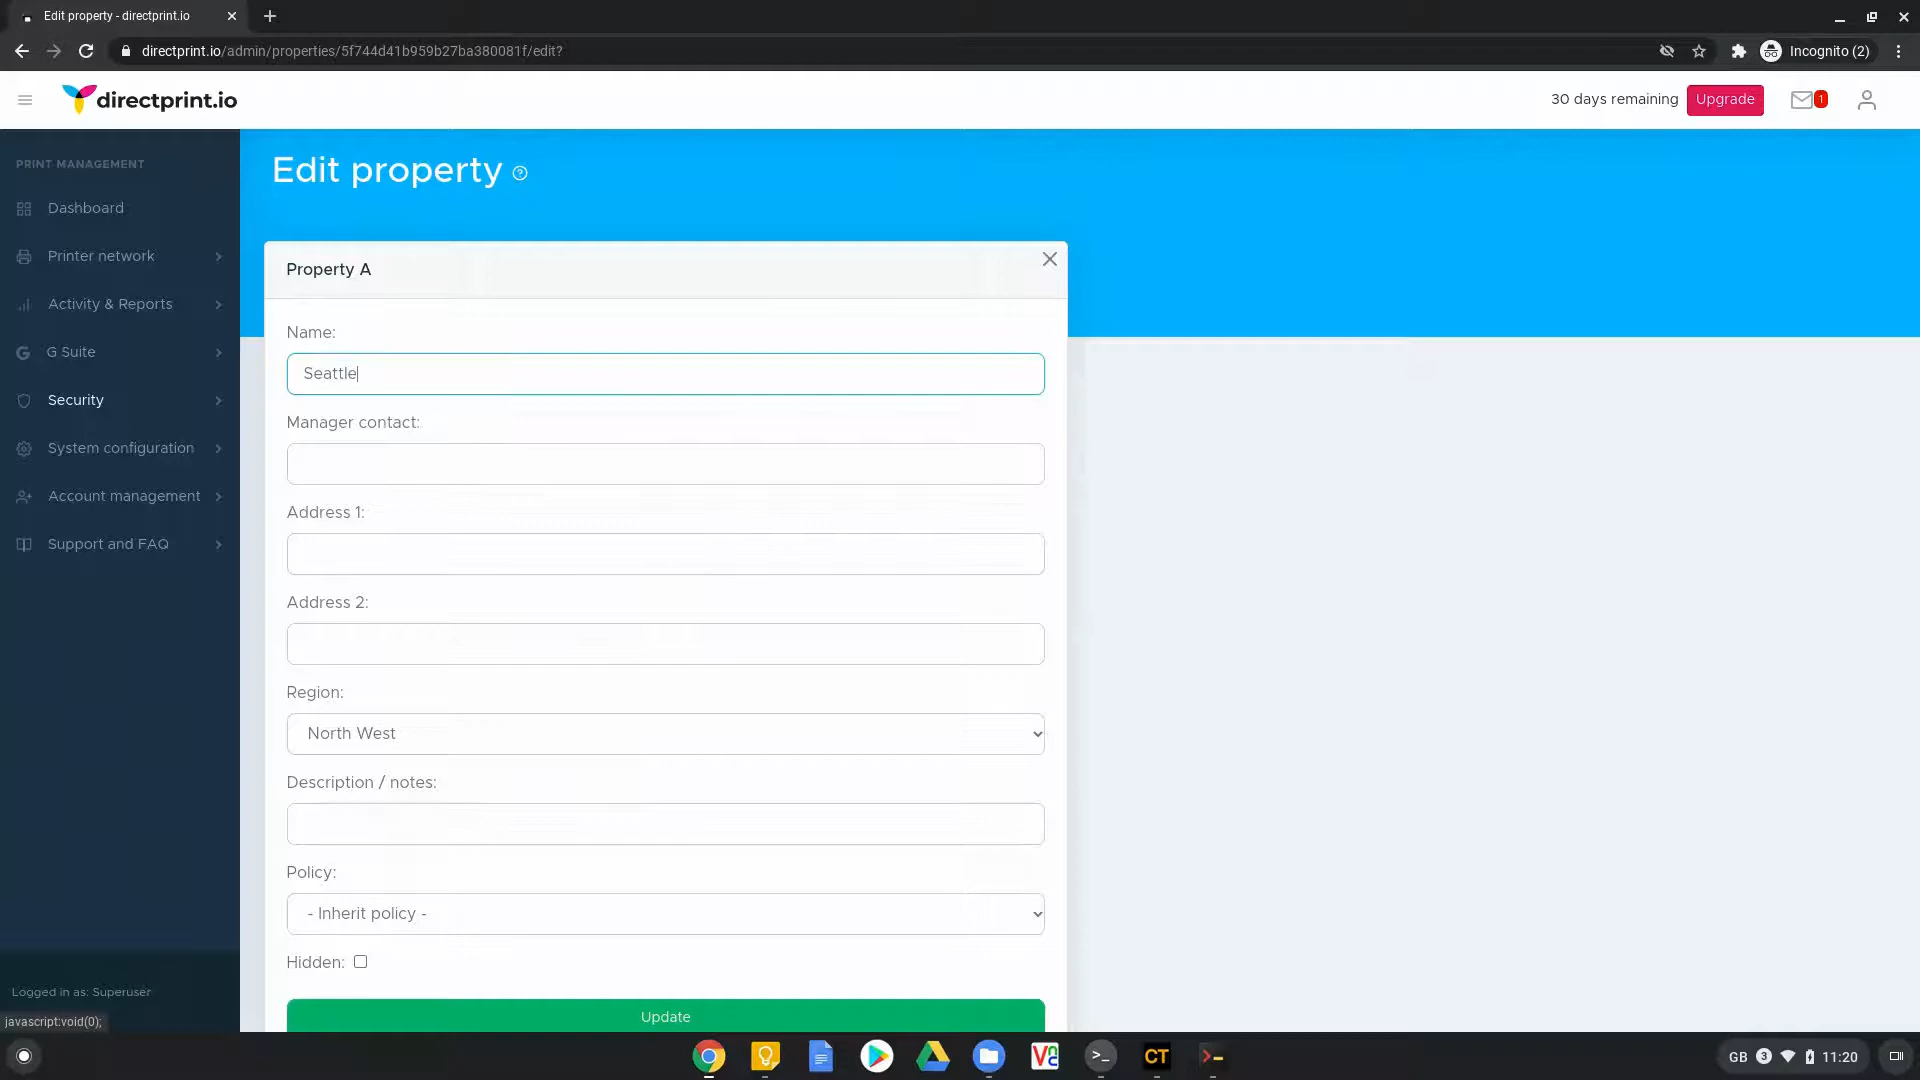 Edit property - directprint.io
directprint.io/admin/properties/5f744d41b959b27ba380081f/edit?
Incognito (2)
directprint.io
30 days remaining
Upgrade
1
PRINT MANAGEMENT
Dashboard
Printer network
Activity & Reports
G Suite
Security
System configuration
Account management
Support and FAQ
Logged in as: Superuser
javascript:void(0);
Edit property
Property A
Name:
Seattle
Manager contact:
Address 1:
Address 2:
Region:
North West
Description / notes:
Policy:
- Inherit policy -
Hidden:
Update
CT
GB
3
11:20